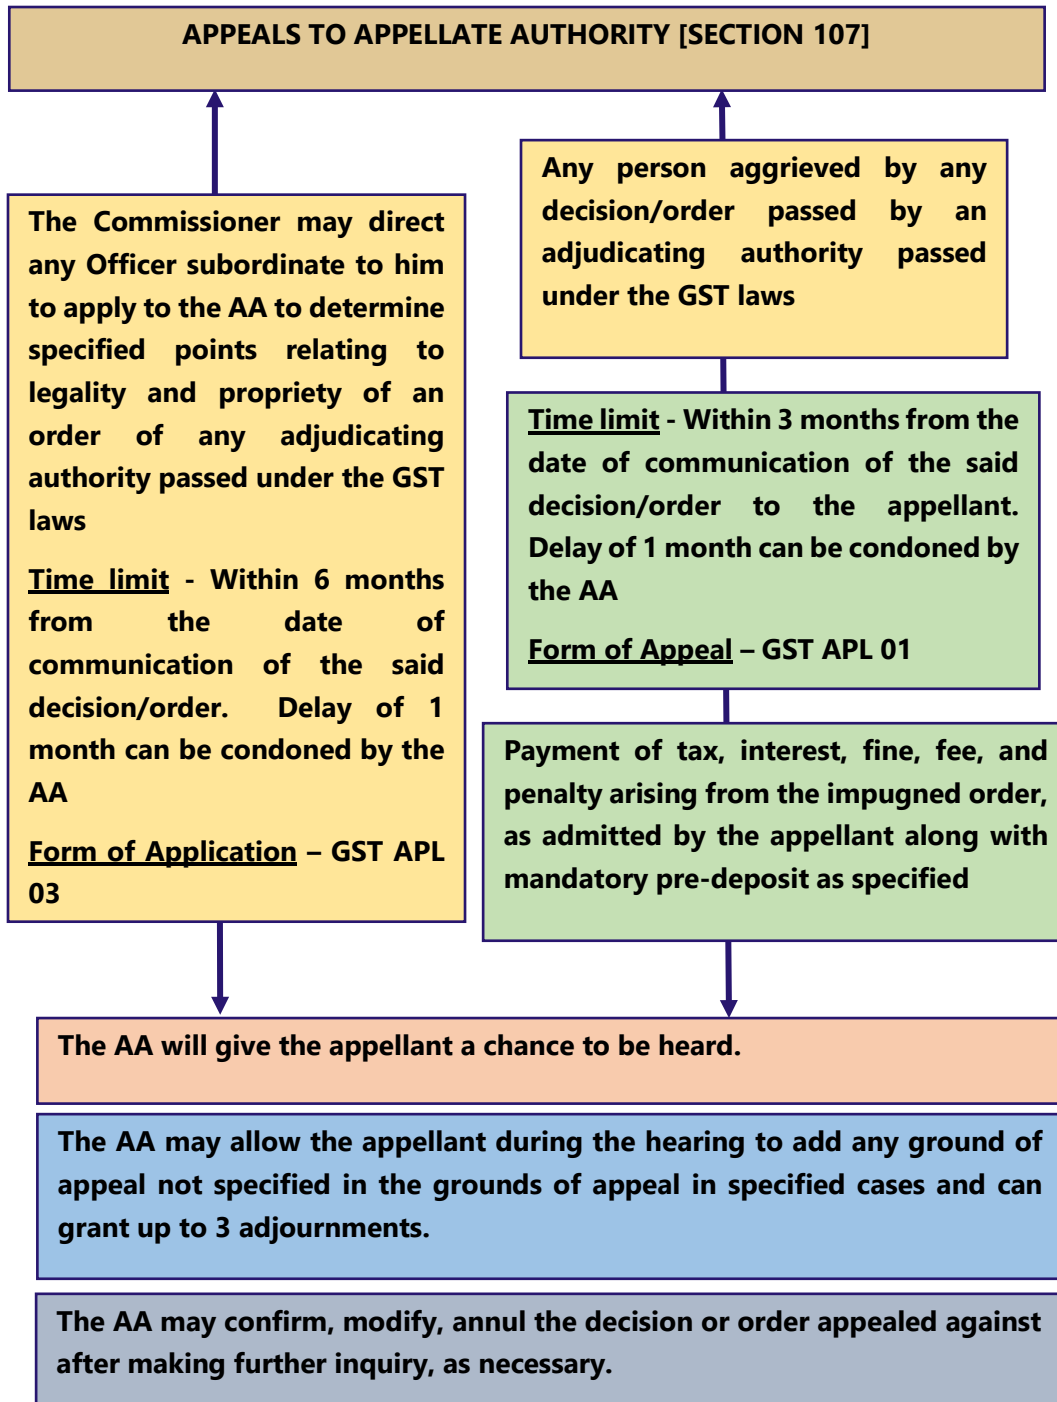 APPEALS TO APPELLATE AUTHORITY [SECTION 107]
The Commissioner may direct
any Officer subordinate to him
to apply to the AA to determine
specified points relating to
legality and propriety of an
order of any adjudicating
authority passed under the GST
laws
Time limit - Within 6 months
from the date of
communication of the said
decision/order. Delay of 1
month can be condoned by the
AA
Form of Application – GST APL
03
Any person aggrieved by any
decision/order passed by an
adjudicating authority passed
under the GST laws
Time limit - Within 3 months from the
date of communication of the said
decision/order to the appellant.
Delay of 1 month can be condoned by
the AA
Form of Appeal – GST APL 01
Payment of tax, interest, fine, fee, and
penalty arising from the impugned order,
as admitted by the appellant along with
mandatory pre-deposit as specified
The AA will give the appellant a chance to be heard.
The AA may allow the appellant during the hearing to add any ground of
appeal not specified in the grounds of appeal in specified cases and can
grant up to 3 adjournments.
The AA may confirm, modify, annul the decision or order appealed against
after making further inquiry, as necessary.